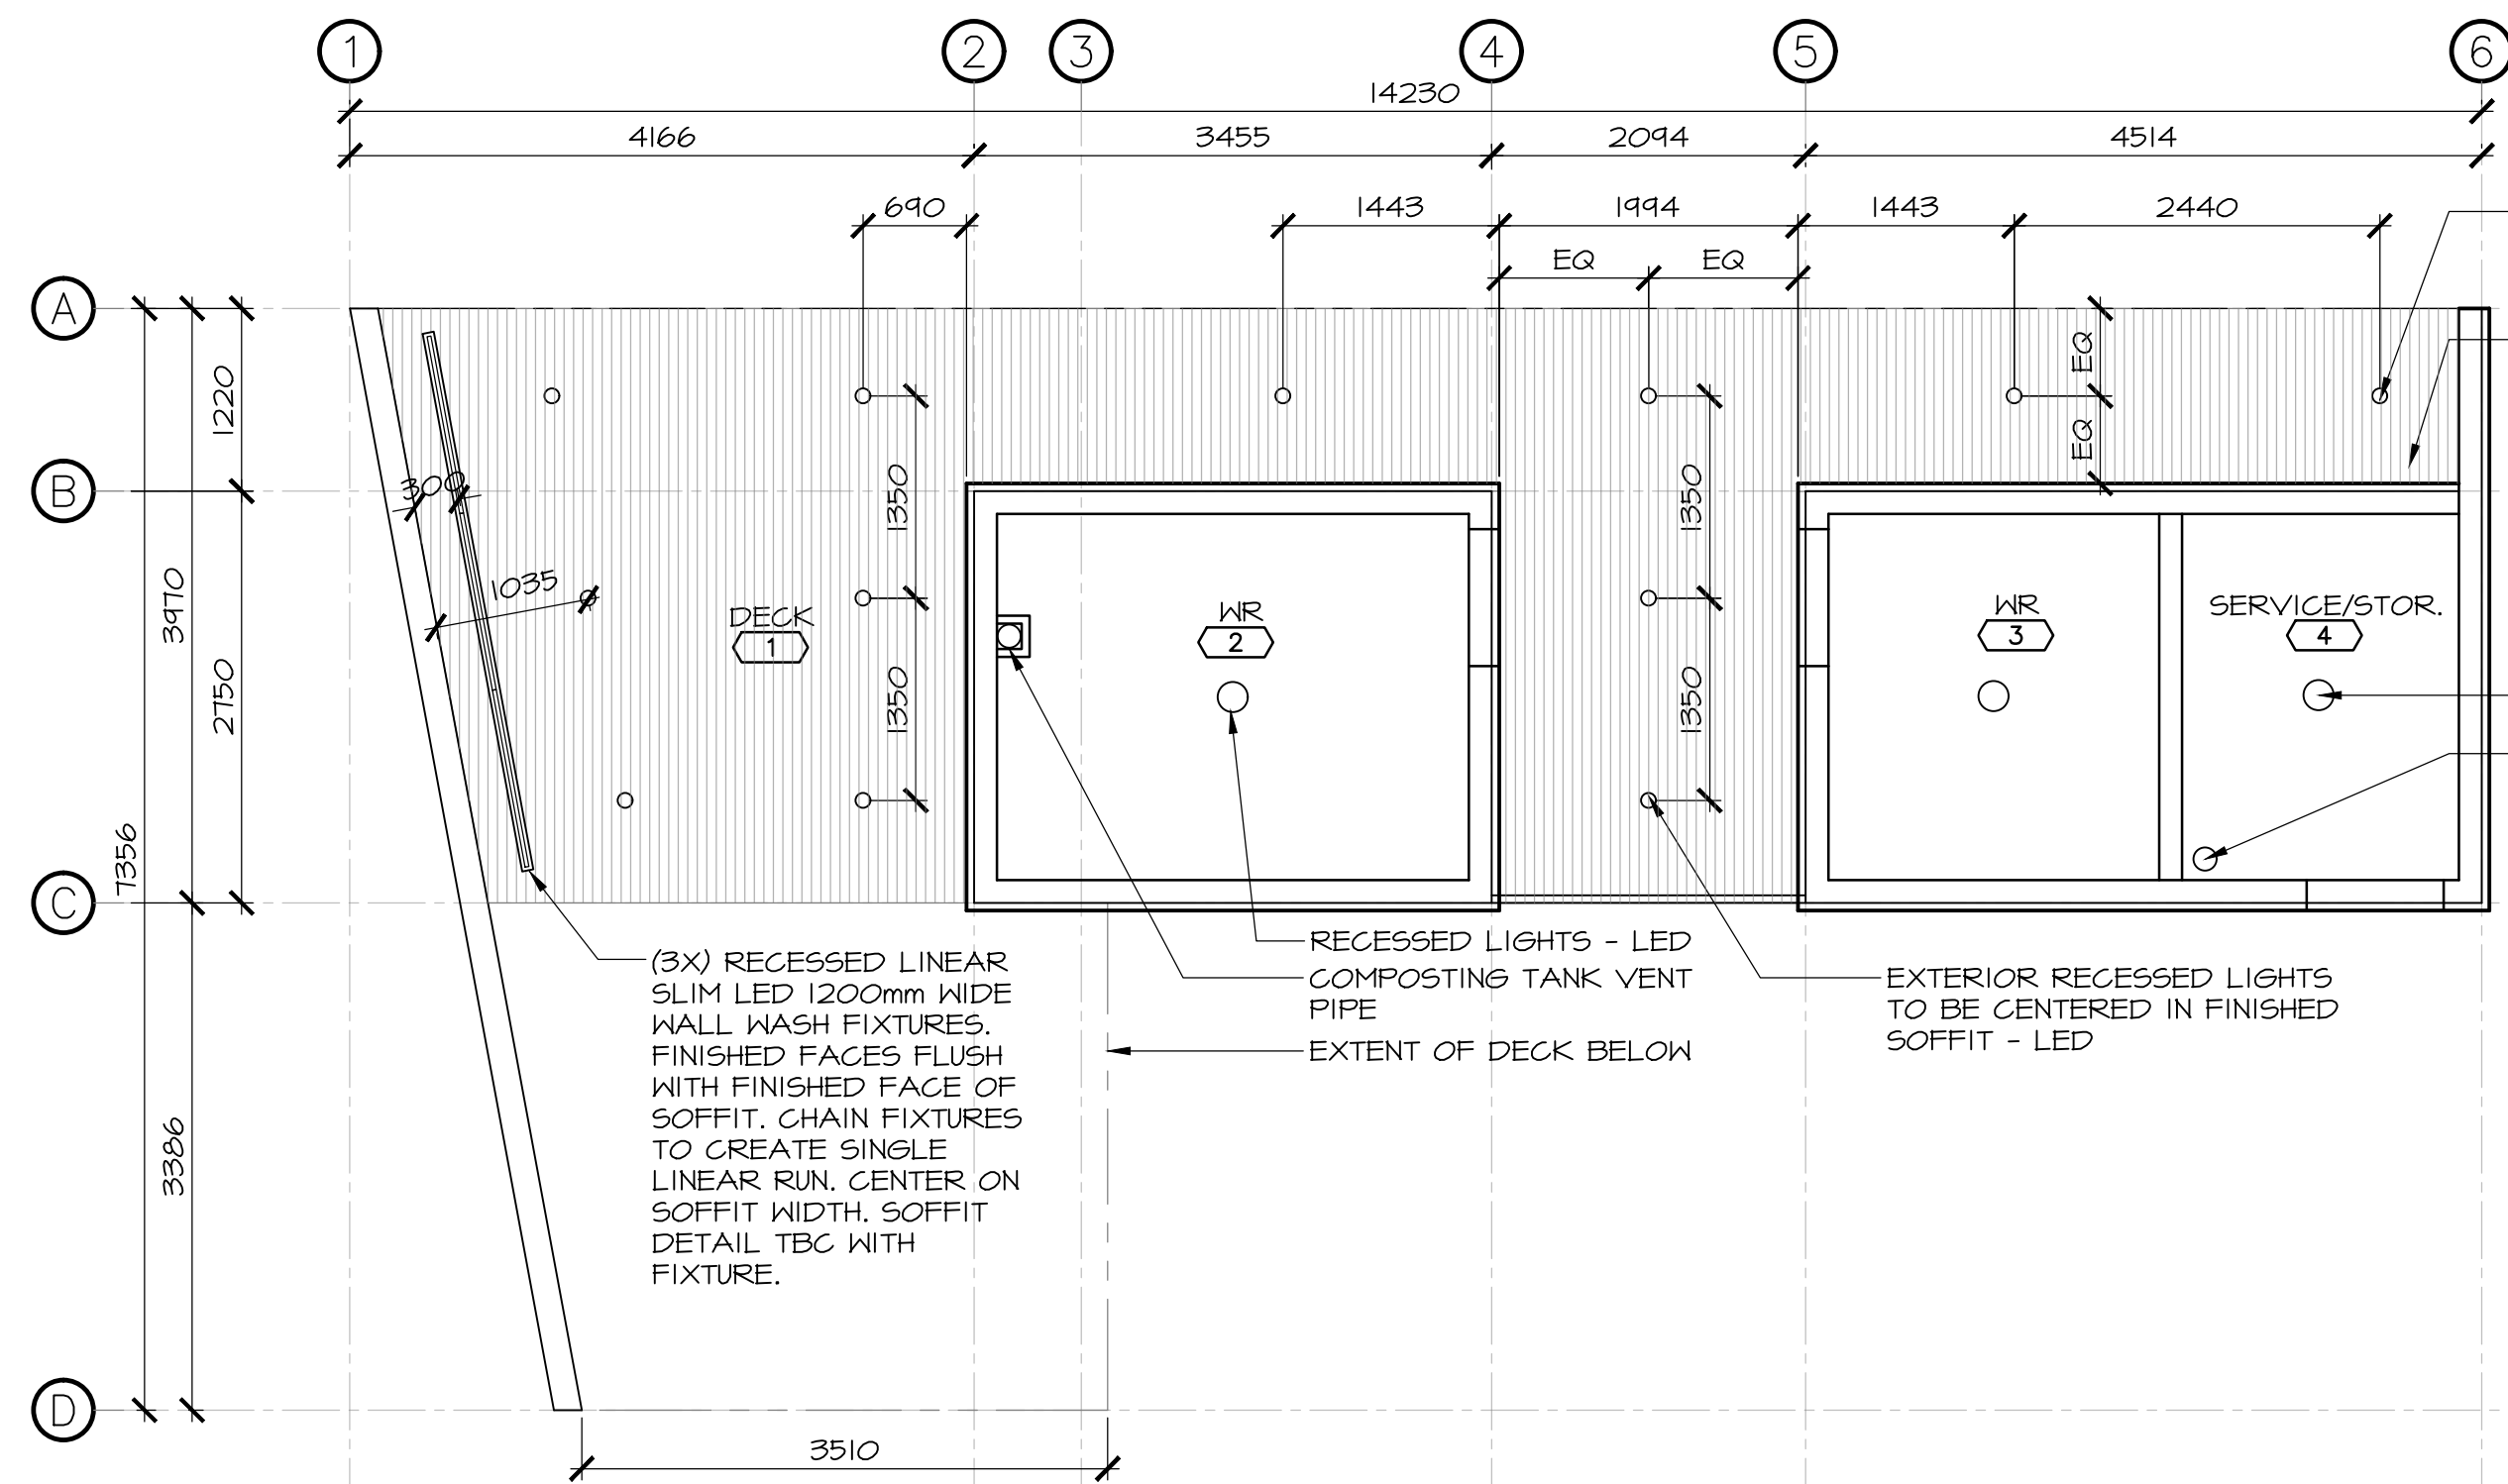 1 2 3 4 5 6
14230
4166 3455 2094 4514
690 1443 1994 1443 2440
EQ EQ
A
1220
EQ
EQ
B
300
1350 1350
3970
1035
2750
DECK
1
WR
2
WR
3
SERVICE/STOR.
4
1350 1350
7356
C
RECESSED LIGHTS - LED
COMPOSTING TANK VENT
PIPE
EXTENT OF DECK BELOW
EXTERIOR RECESSED LIGHTS
TO BE CENTERED IN FINISHED
SOFFIT - LED
(3X) RECESSED LINEAR
SLIM LED 1200mm WIDE
WALL WASH FIXTURES.
FINISHED FACES FLUSH
WITH FINISHED FACE OF
SOFFIT. CHAIN FIXTURES
TO CREATE SINGLE
LINEAR RUN. CENTER ON
SOFFIT WIDTH. SOFFIT
DETAIL TBC WITH
FIXTURE.
3386
D
3510